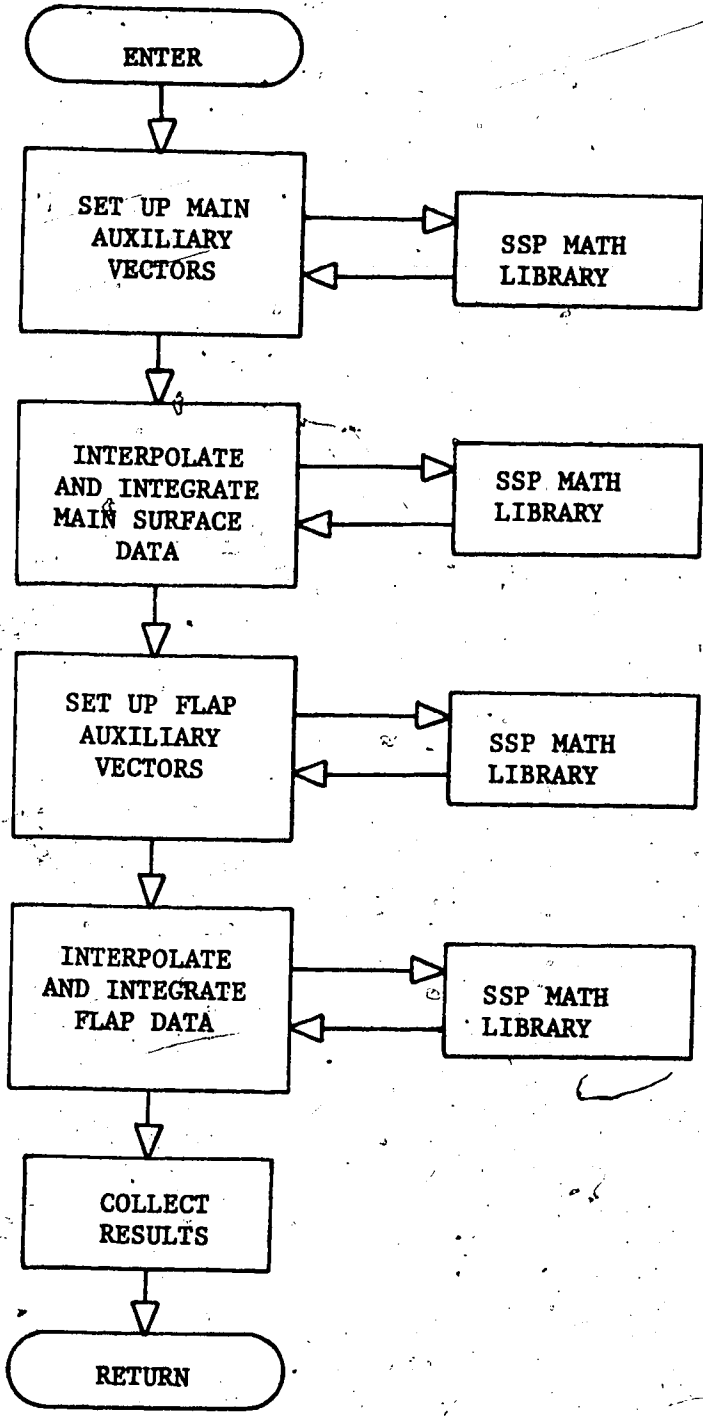 ENTER
SET UP MAIN
AUXILIARY
VECTORS
SSP MATH
LIBRARY
INTERPOLATE
AND INTEGRATE
MAIN SURFACE
DATA
SSP MATH
LIBRARY
SET UP FLAP
AUXILIARY
VECTORS
SSP MATH
LIBRARY
INTERPOLATE
AND INTEGRATE
FLAP DATA
SSP MATH
LIBRARY
COLLECT
RESULTS
RETURN